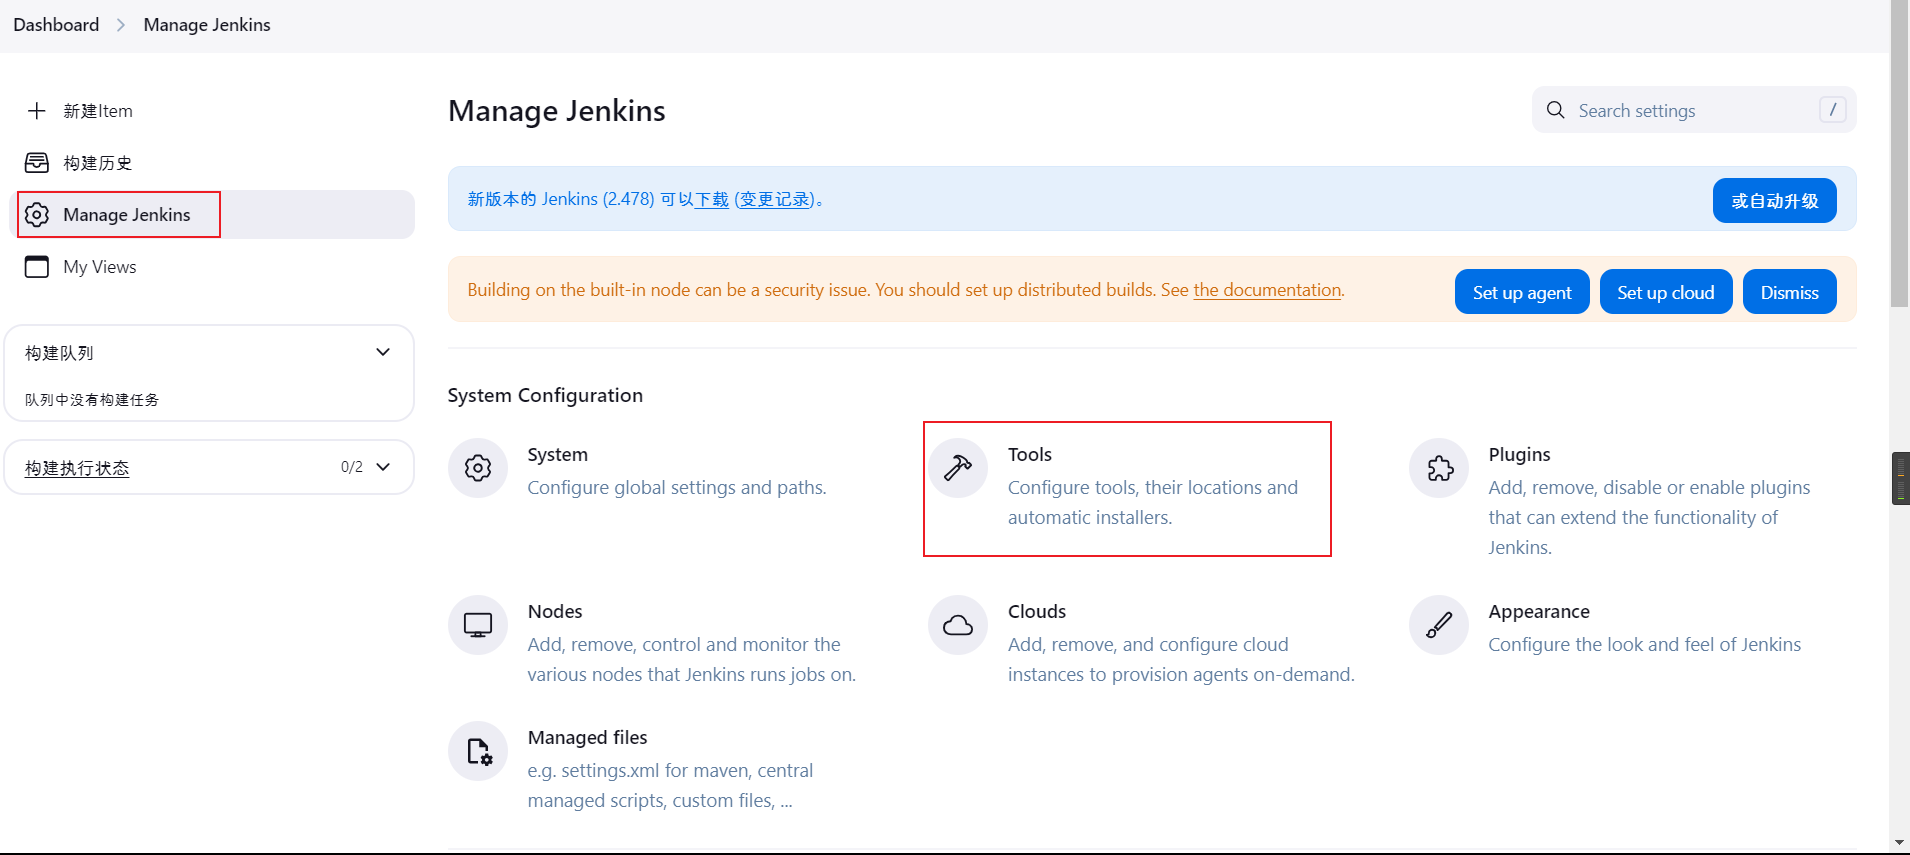 Dashboard > Manage Jenkins
新建Item
构建历史
Manage Jenkins
My Views
构建队列
队列中没有构建任务
构建执行状态 0/2
Manage Jenkins
Search settings /
新版本的 Jenkins (2.478) 可以下载 (变更记录)。
或自动升级
Building on the built-in node can be a security issue. You should set up distributed builds. See the documentation.
Set up agent Set up cloud Dismiss
System Configuration
System
Configure global settings and paths.
Tools
Configure tools, their locations and
automatic installers.
Plugins
Add, remove, disable or enable plugins
that can extend the functionality of
Jenkins.
Nodes
Add, remove, control and monitor the
various nodes that Jenkins runs jobs on.
Clouds
Add, remove, and configure cloud
instances to provision agents on-demand.
Appearance
Configure the look and feel of Jenkins
Managed files
e.g. settings.xml for maven, central
managed scripts, custom files, ...